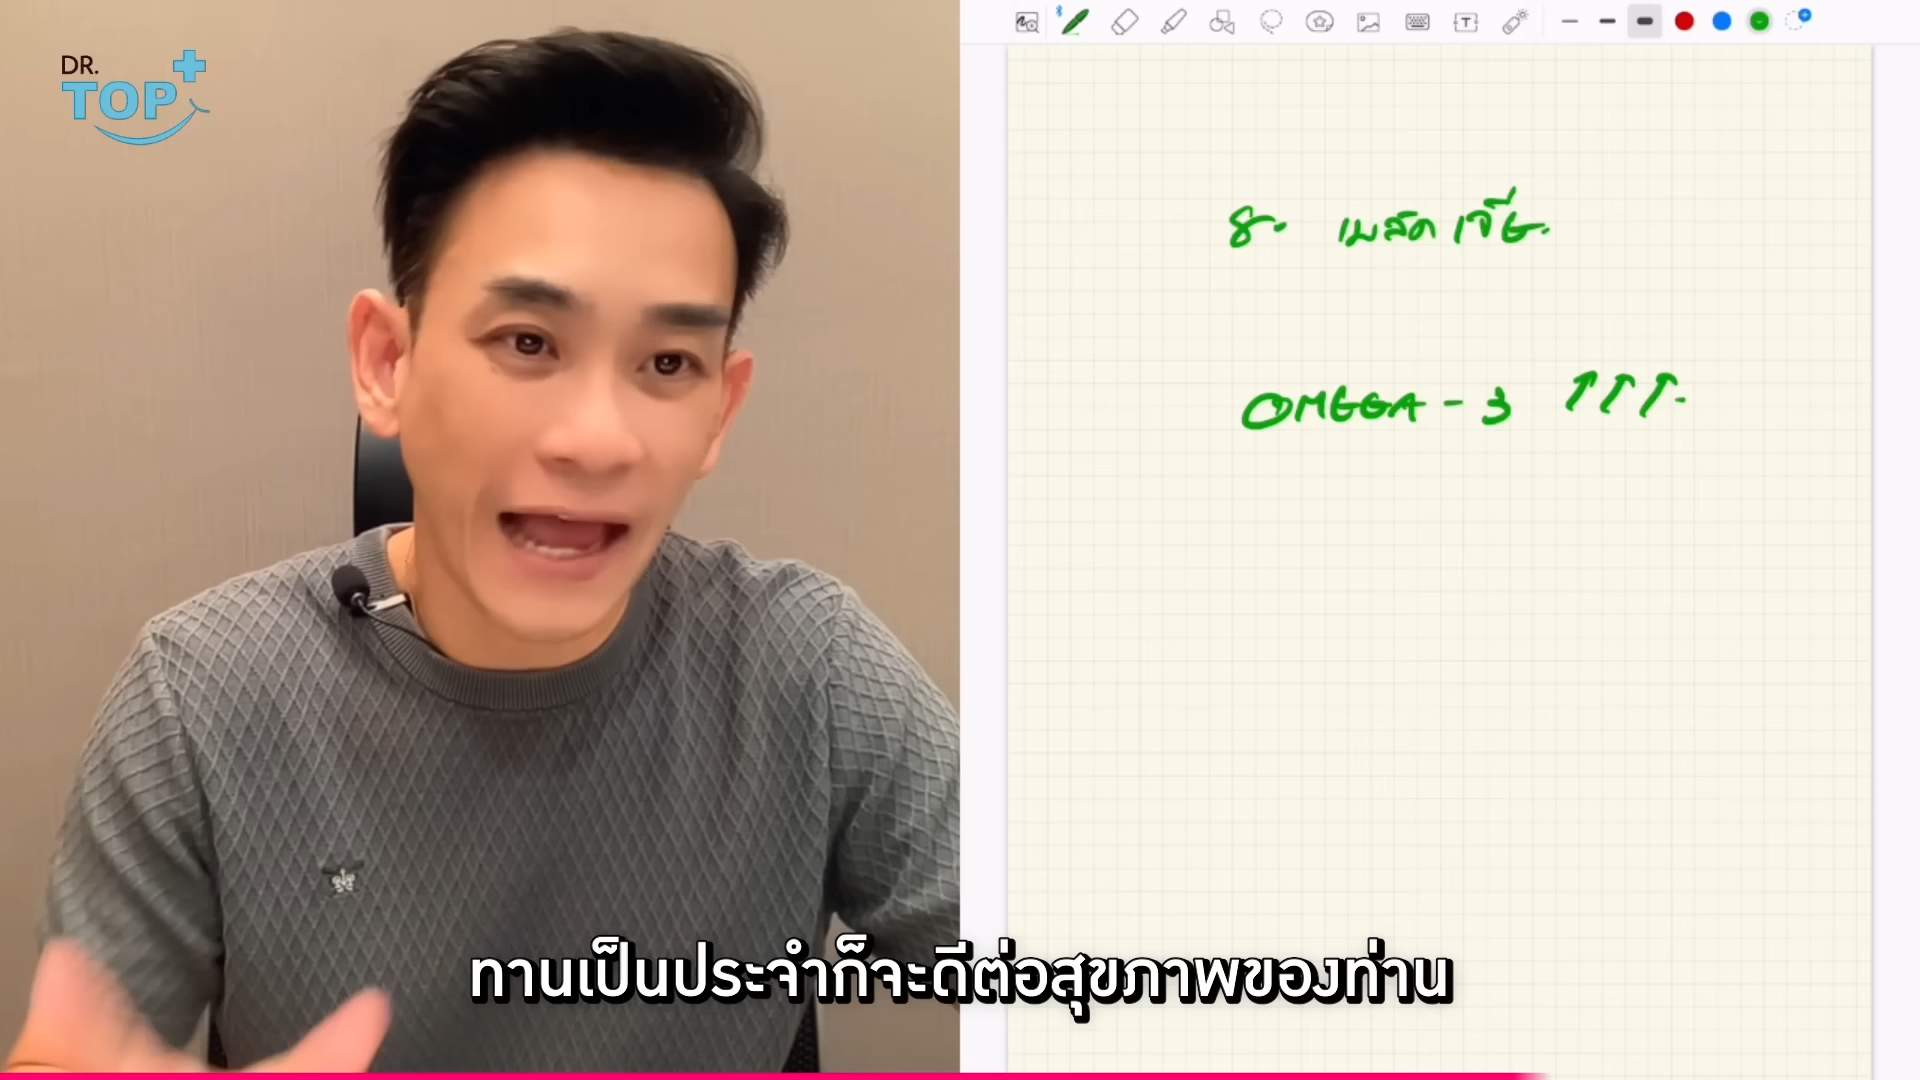 DR.
TOP
8. เมล็ดเจีย.
OMEGA - 3 ↑↑↑
ทานเป็นประจำก็จะดีต่อสุขภาพของท่าน